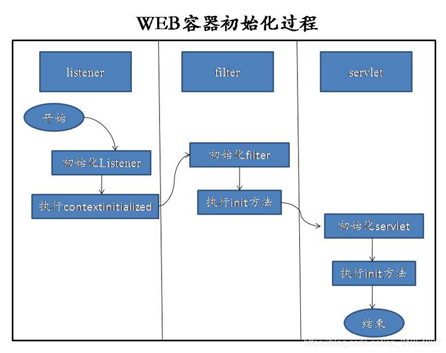 WEB容器初始化过程
listener
filter
servlet
开始
初始化Listener
执行contextinitialized
初始化filter
执行init方法
初始化servlet
执行init方法
结束